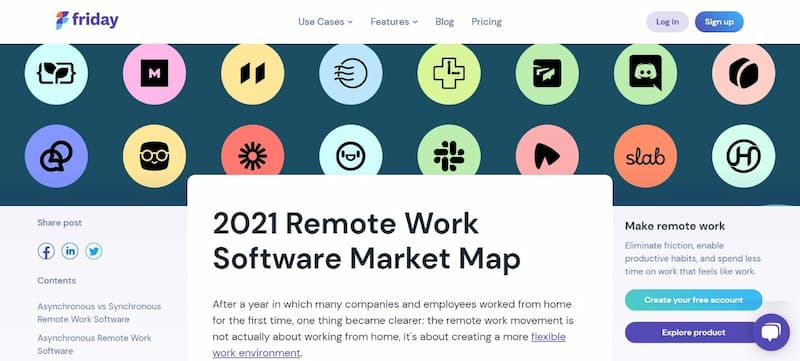 friday
Use Cases
Features
Blog
Pricing
Log in
Sign up
M
slab
H
Share post
Contents
Asynchronous vs Synchronous
Remote Work Software
Asynchronous Remote Work
Software
2021 Remote Work
Software Market Map
After a year in which many companies and employees worked from home
for the first time, one thing became clearer: the remote work movement is
not actually about working from home, it's about creating a more flexible
work environment.
Make remote work
Eliminate friction, enable
productive habits, and spend less
time on work that feels like work.
Create your free account
Explore product